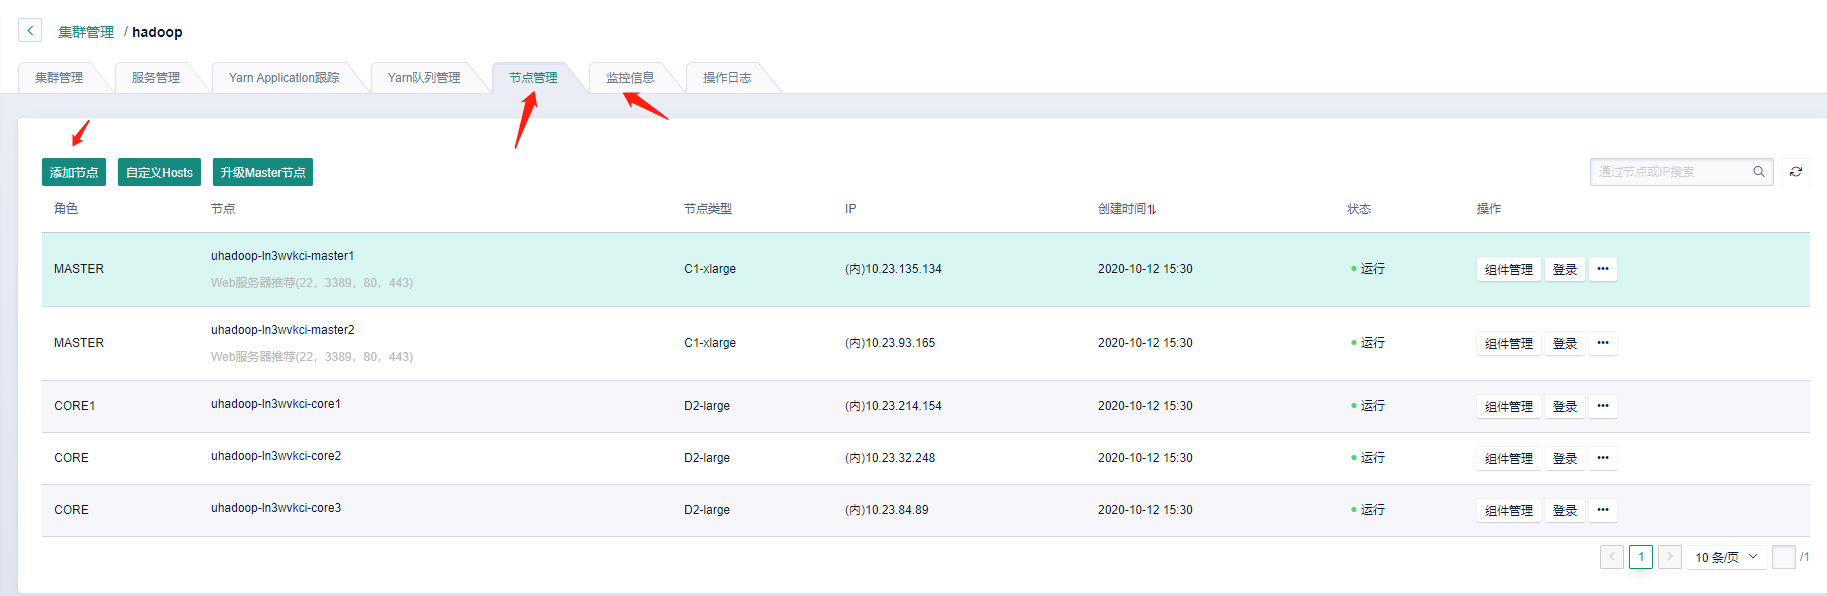 集群管理 / hadoop
集群管理 服务管理 Yarn Application跟踪 Yarn队列管理 节点管理 监控信息 操作日志
添加节点 自定义Hosts 升级Master节点 通过节点或IP搜索
角色 节点 节点类型 IP 创建时间 状态 操作
MASTER uhadoop-ln3wvkci-master1 C1-xlarge (内)10.23.135.134 2020-10-12 15:30 运行 组件管理 登录 •••
Web服务器推荐(22，3389，80，443)
MASTER uhadoop-ln3wvkci-master2 C1-xlarge (内)10.23.93.165 2020-10-12 15:30 运行 组件管理 登录 •••
Web服务器推荐(22，3389，80，443)
CORE1 uhadoop-ln3wvkci-core1 D2-large (内)10.23.214.154 2020-10-12 15:30 运行 组件管理 登录 •••
CORE uhadoop-ln3wvkci-core2 D2-large (内)10.23.32.248 2020-10-12 15:30 运行 组件管理 登录 •••
CORE uhadoop-ln3wvkci-core3 D2-large (内)10.23.84.89 2020-10-12 15:30 运行 组件管理 登录 •••
1 10 条/页 /1